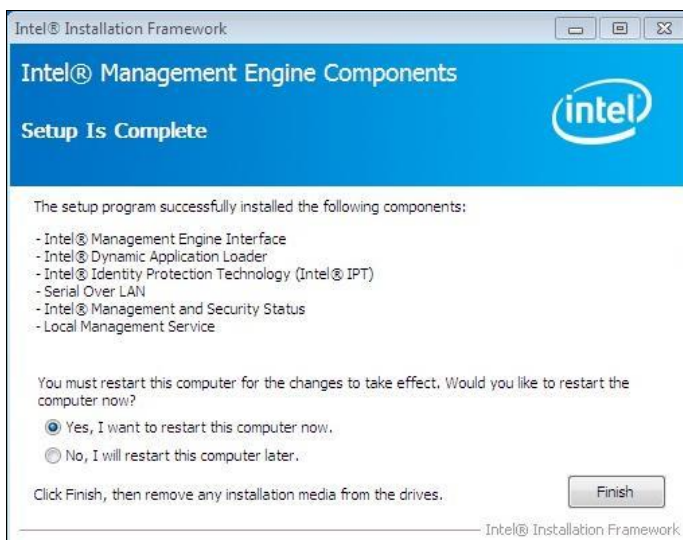 Intel® Installation Framework
Intel® Management Engine Components
intel
Setup Is Complete
The setup program successfully installed the following components:
- Intel® Management Engine Interface
- Intel® Dynamic Application Loader
- Intel® Identity Protection Technology (Intel® IPT)
- Serial Over LAN
- Intel® Management and Security Status
- Local Management Service
You must restart this computer for the changes to take effect. Would you like to restart the
computer now?
Yes, I want to restart this computer now.
No, I will restart this computer later.
Click Finish, then remove any installation media from the drives.
Finish
Intel® Installation Framework